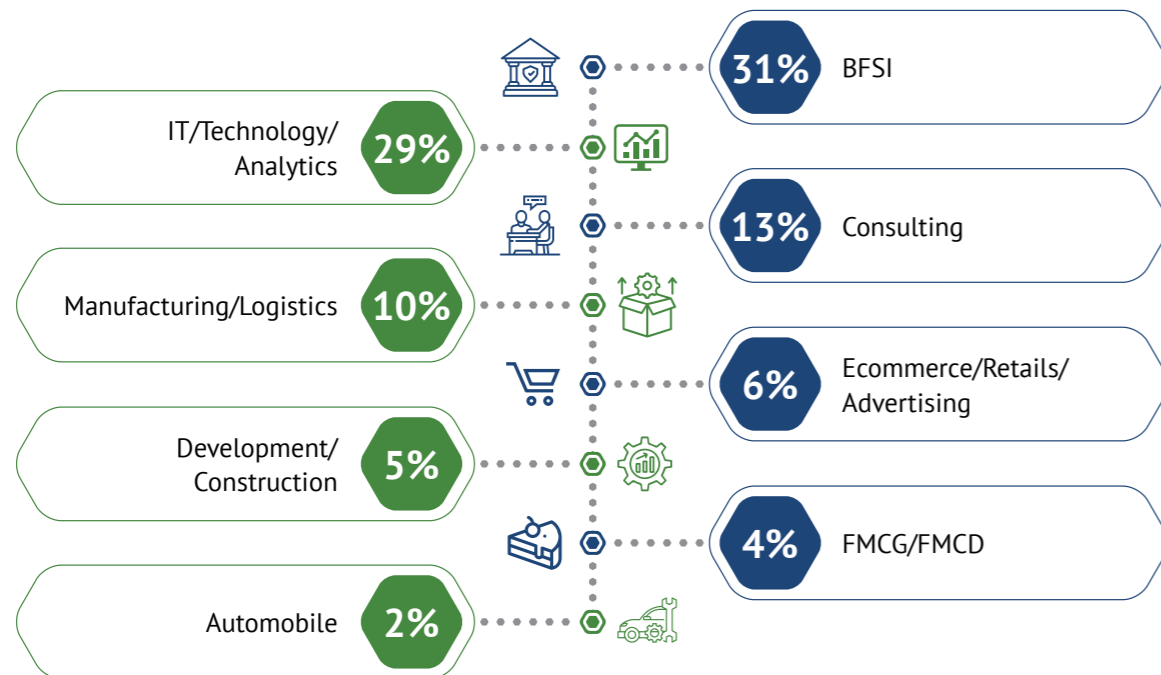 31%
BFSI
IT/Technology/
Analytics
29%
13%
Consulting
Manufacturing/Logistics
10%
6%
Ecommerce/Retails/
Advertising
Development/
Construction
5%
4%
FMCG/FMCD
Automobile
2%